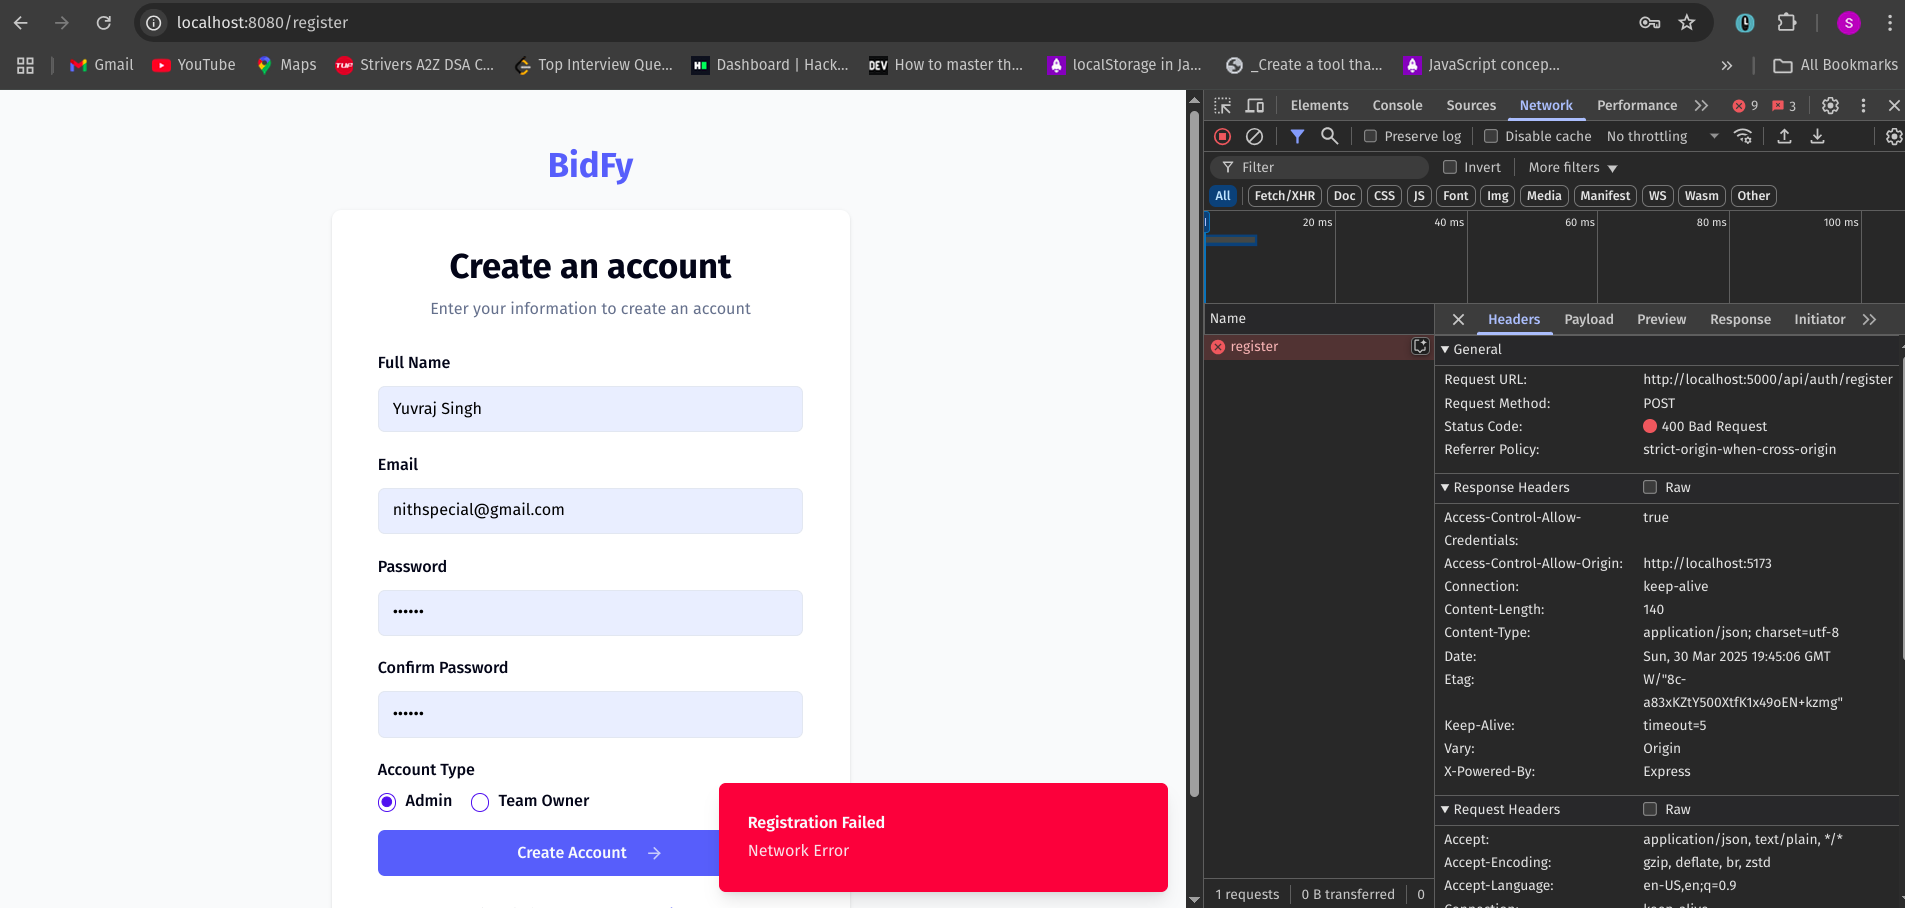 localhost:8080/register
S
Gmail
YouTube
Maps
TUF
Strivers A2Z DSA C...
Top Interview Que...
Dashboard | Hack...
DEV
How to master th...
localStorage in Ja...
_Create a tool tha...
JavaScript concep...
»
All Bookmarks
BidFy
Create an account
Enter your information to create an account
Full Name
Yuvraj Singh
Email
nithspecial@gmail.com
Password
••••••
Confirm Password
••••••
Account Type
Admin
Team Owner
Create Account →
Registration Failed
Network Error
Elements
Console
Sources
Network
Performance
9
3
Preserve log
Disable cache
No throttling
Filter
Invert
More filters
All
Fetch/XHR
Doc
CSS
JS
Font
Img
Media
Manifest
WS
Wasm
Other
20 ms
40 ms
60 ms
80 ms
100 ms
Name
register
Headers
Payload
Preview
Response
Initiator
General
Request URL: http://localhost:5000/api/auth/register
Request Method: POST
Status Code: 400 Bad Request
Referrer Policy: strict-origin-when-cross-origin
Response Headers
Raw
Access-Control-Allow- true
Credentials:
Access-Control-Allow-Origin: http://localhost:5173
Connection: keep-alive
Content-Length: 140
Content-Type: application/json; charset=utf-8
Date: Sun, 30 Mar 2025 19:45:06 GMT
Etag: W/"8c-
a83xKZtY500XtfK1x49oEN+kzmg"
Keep-Alive: timeout=5
Vary: Origin
X-Powered-By: Express
Request Headers
Raw
Accept: application/json, text/plain, */*
Accept-Encoding: gzip, deflate, br, zstd
Accept-Language: en-US,en;q=0.9
1 requests
0 B transferred
0